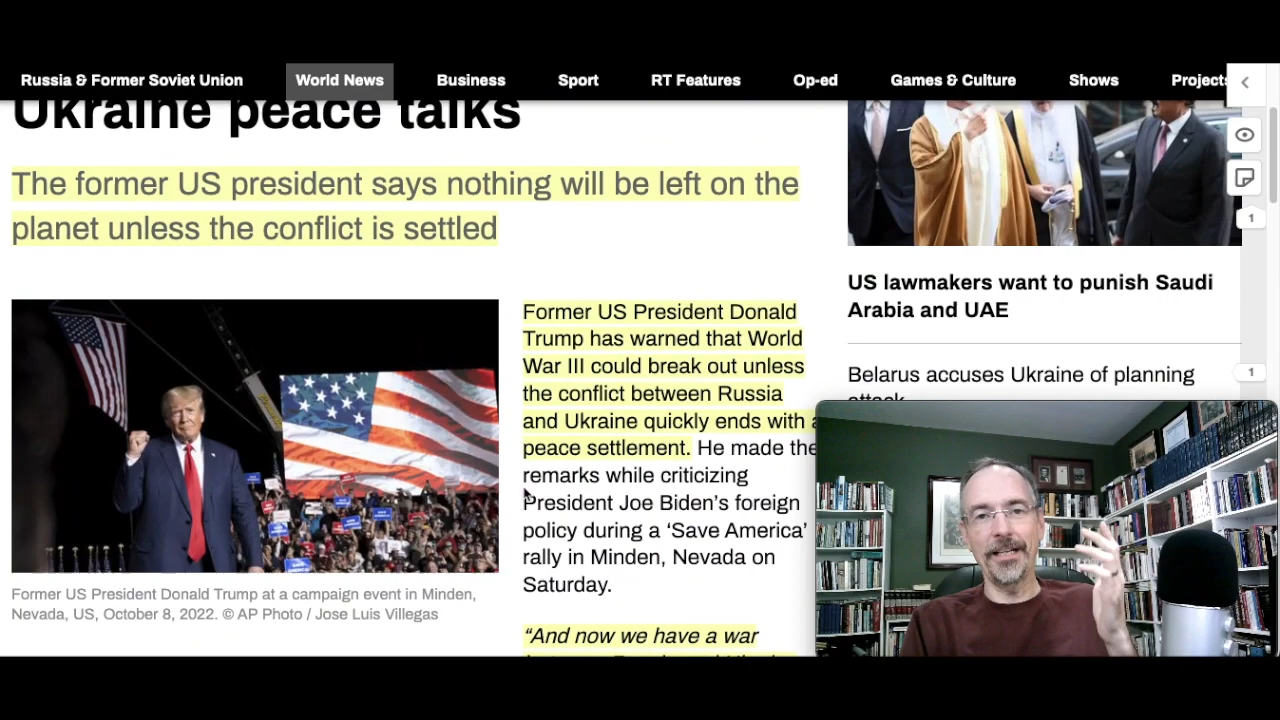 Russia & Former Soviet Union World News Business Sport RT Features Op-ed Games & Culture Shows Projects
Ukraine peace talks
The former US president says nothing will be left on the
planet unless the conflict is settled
Former US President Donald
Trump has warned that World
War III could break out unless
the conflict between Russia
and Ukraine quickly ends with a
peace settlement. He made the
remarks while criticizing
President Joe Biden’s foreign
policy during a ‘Save America’
rally in Minden, Nevada on
Saturday.
“And now we have a war
Former US President Donald Trump at a campaign event in Minden,
Nevada, US, October 8, 2022. © AP Photo / Jose Luis Villegas
1
US lawmakers want to punish Saudi
Arabia and UAE
Belarus accuses Ukraine of planning
attack
1